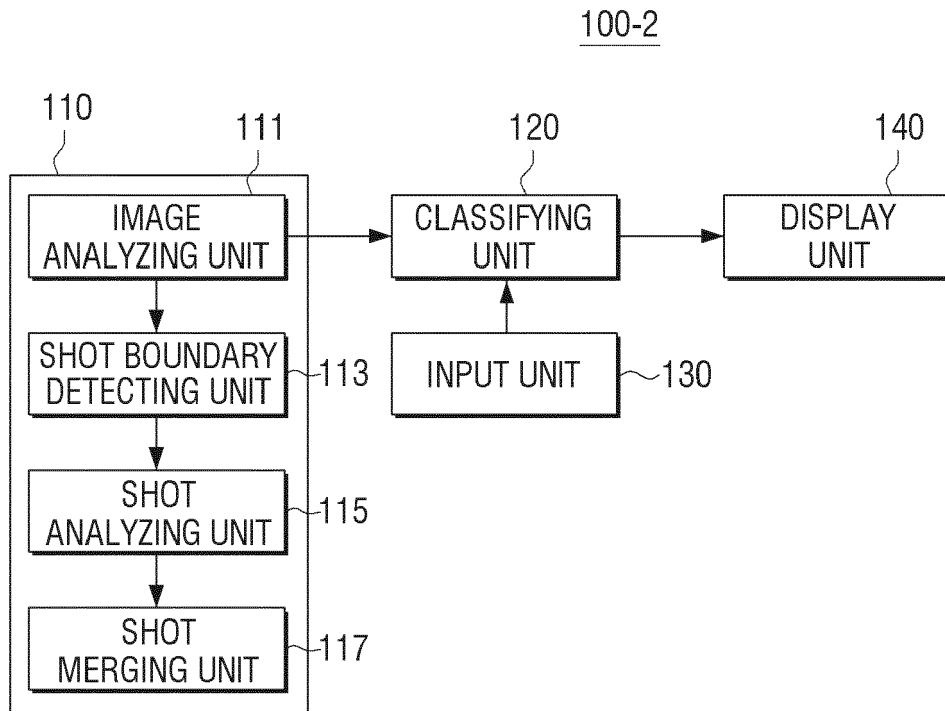 100-2
110
111
120
140
IMAGE
ANALYZING UNIT
CLASSIFYING
UNIT
DISPLAY
UNIT
SHOT BOUNDARY
DETECTING UNIT
113
INPUT UNIT
130
SHOT
ANALYZING UNIT
115
SHOT
MERGING UNIT
117